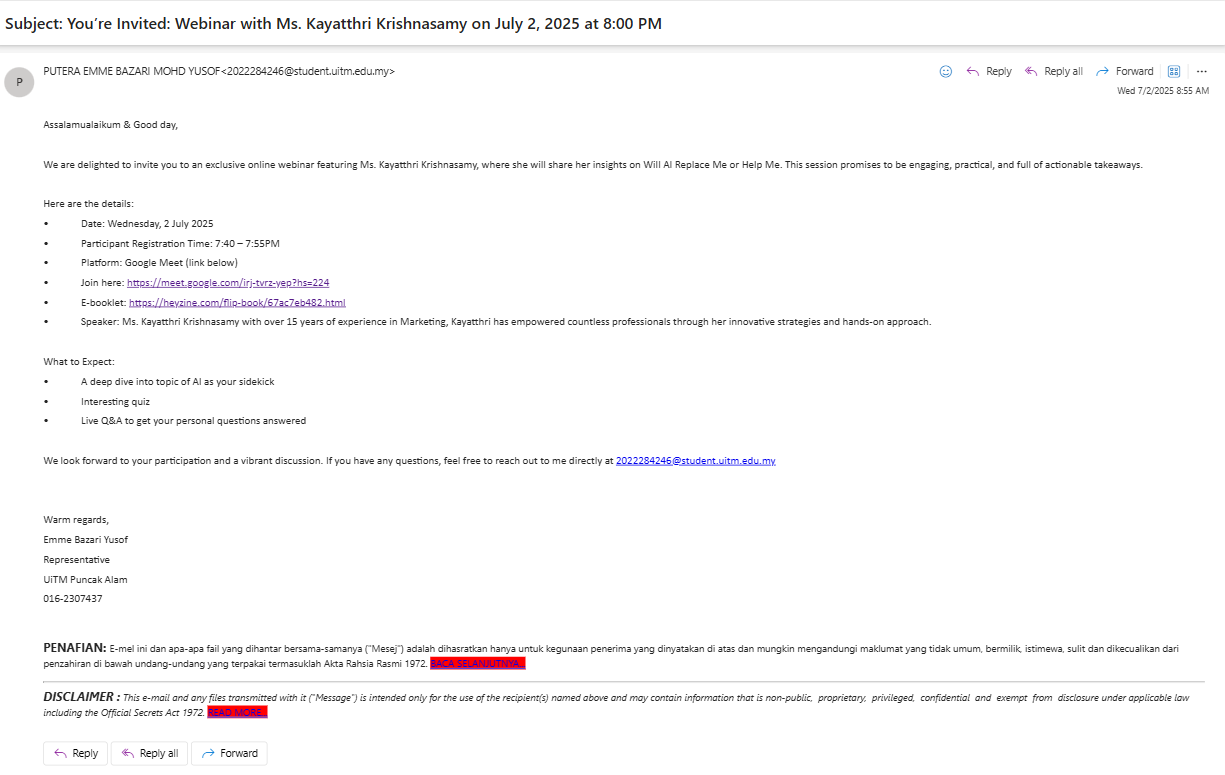 Subject: You're Invited: Webinar with Ms. Kayatthri Krishnasamy on July 2, 2025 at 8:00 PM
P
PUTERA EMME BAZARI MOHD YUSOF<2022284246@student.uitm.edu.my>
Reply
Reply all
Forward
Wed 7/2/2025 8:55 AM
Assalamualaikum & Good day,
We are delighted to invite you to an exclusive online webinar featuring Ms. Kayatthri Krishnasamy, where she will share her insights on Will AI Replace Me or Help Me. This session promises to be engaging, practical, and full of actionable takeaways.
Here are the details:
• Date: Wednesday, 2 July 2025
• Participant Registration Time: 7:40 – 7:55PM
• Platform: Google Meet (link below)
• Join here: https://meet.google.com/irj-tvrz-yep?hs=224
• E-booklet: https://heyzine.com/flip-book/67ac7eb482.html
• Speaker: Ms. Kayatthri Krishnasamy with over 15 years of experience in Marketing, Kayatthri has empowered countless professionals through her innovative strategies and hands-on approach.
What to Expect:
• A deep dive into topic of AI as your sidekick
• Interesting quiz
• Live Q&A to get your personal questions answered
We look forward to your participation and a vibrant discussion. If you have any questions, feel free to reach out to me directly at 2022284246@student.uitm.edu.my
Warm regards,
Emme Bazari Yusof
Representative
UiTM Puncak Alam
016-2307437
PENAFIAN: E-mel ini dan apa-apa fail yang dihantar bersama-samanya ("Mesej") adalah dihasratkan hanya untuk kegunaan penerima yang dinyatakan di atas dan mungkin mengandungi maklumat yang tidak umum, bermilik, istimewa, sulit dan dikecualikan dari
penzahiran di bawah undang-undang yang terpakai termasuklah Akta Rahsia Rasmi 1972. BACA SELANJUTNYA...
DISCLAIMER : This e-mail and any files transmitted with it ("Message") is intended only for the use of the recipient(s) named above and may contain information that is non-public, proprietary, privileged, confidential and exempt from disclosure under applicable law
including the Official Secrets Act 1972. READ MORE...
Reply
Reply all
Forward